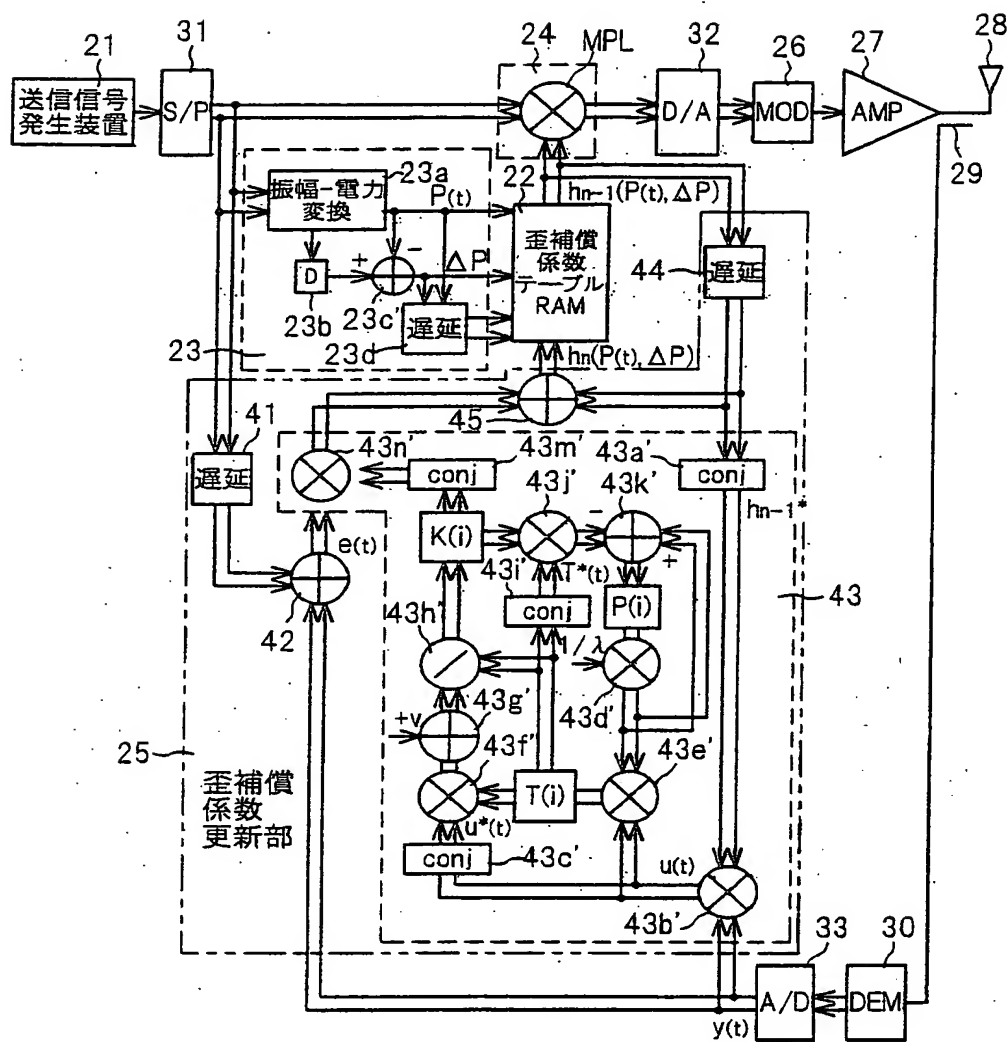 21
送信信号
発生装置
31
S/P
24
MPL
32
D/A
26
MOD
27
AMP
28
29
振幅-電力
変換
23a
P(t)
22
hn-1(P(t),ΔP)
歪補償
係数
テーブル
RAM
44
遅延
D
23b
+
-
23c'
ΔP
遅延
23d
23
hn(P(t),ΔP)
45
41
遅延
43n'
43m'
conj
43a'
conj
43j'
43k'
hn-1*
e(t)
K(i)
-
+
42
43i'
T*(t)
conj
P(i)
43
43h'
1/λ
43d'
43g'
+v
43f'
43e'
25
歪補償
係数
更新部
T(i)
u*(t)
conj
43c'
u(t)
43b'
33
30
A/D
DEM
y(t)